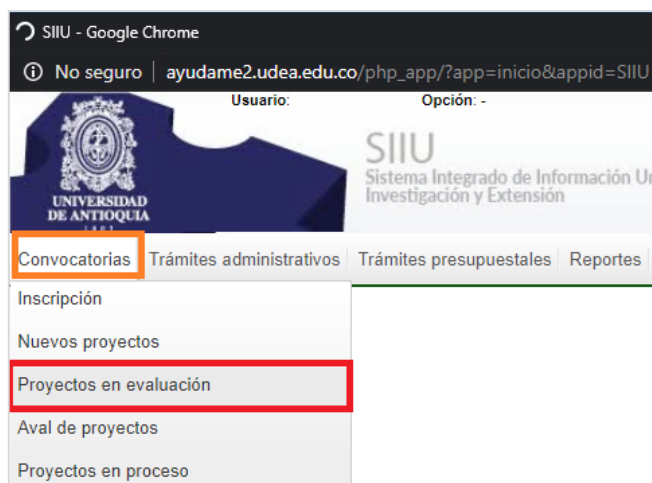 SIIU - Google Chrome
No seguro | ayudame2.udea.edu.co/php_app/?app=inicio&appid=SIIU
Usuario: Opción: -
SIIU
Sistema Integrado de Información
Investigación y Extensión
UNIVERSIDAD
DE ANTIOQUIA
1803
Convocatorias Trámites administrativos Trámites presupuestales Reportes
Inscripción
Nuevos proyectos
Proyectos en evaluación
Aval de proyectos
Proyectos en proceso